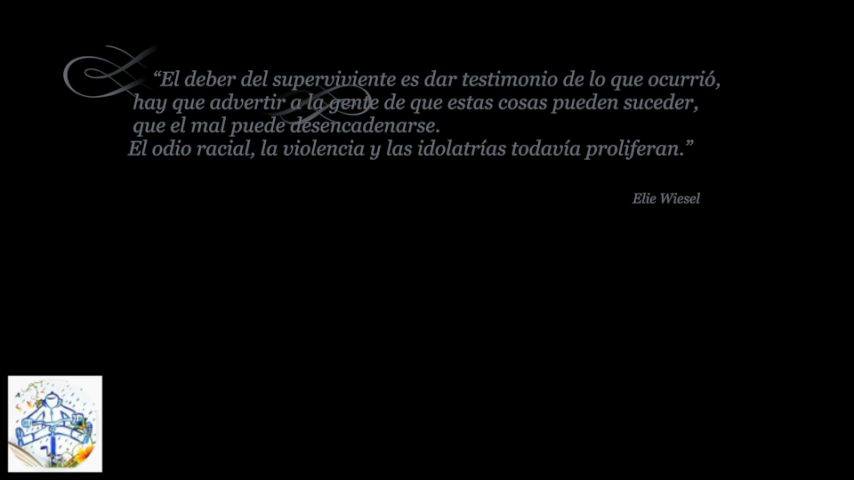 “El deber del superviviente es dar testimonio de lo que ocurrió,
hay que advertir a la gente de que estas cosas pueden suceder,
que el mal puede desencadenarse.
El odio racial, la violencia y las idolatrías todavía proliferan.”
Elie Wiesel